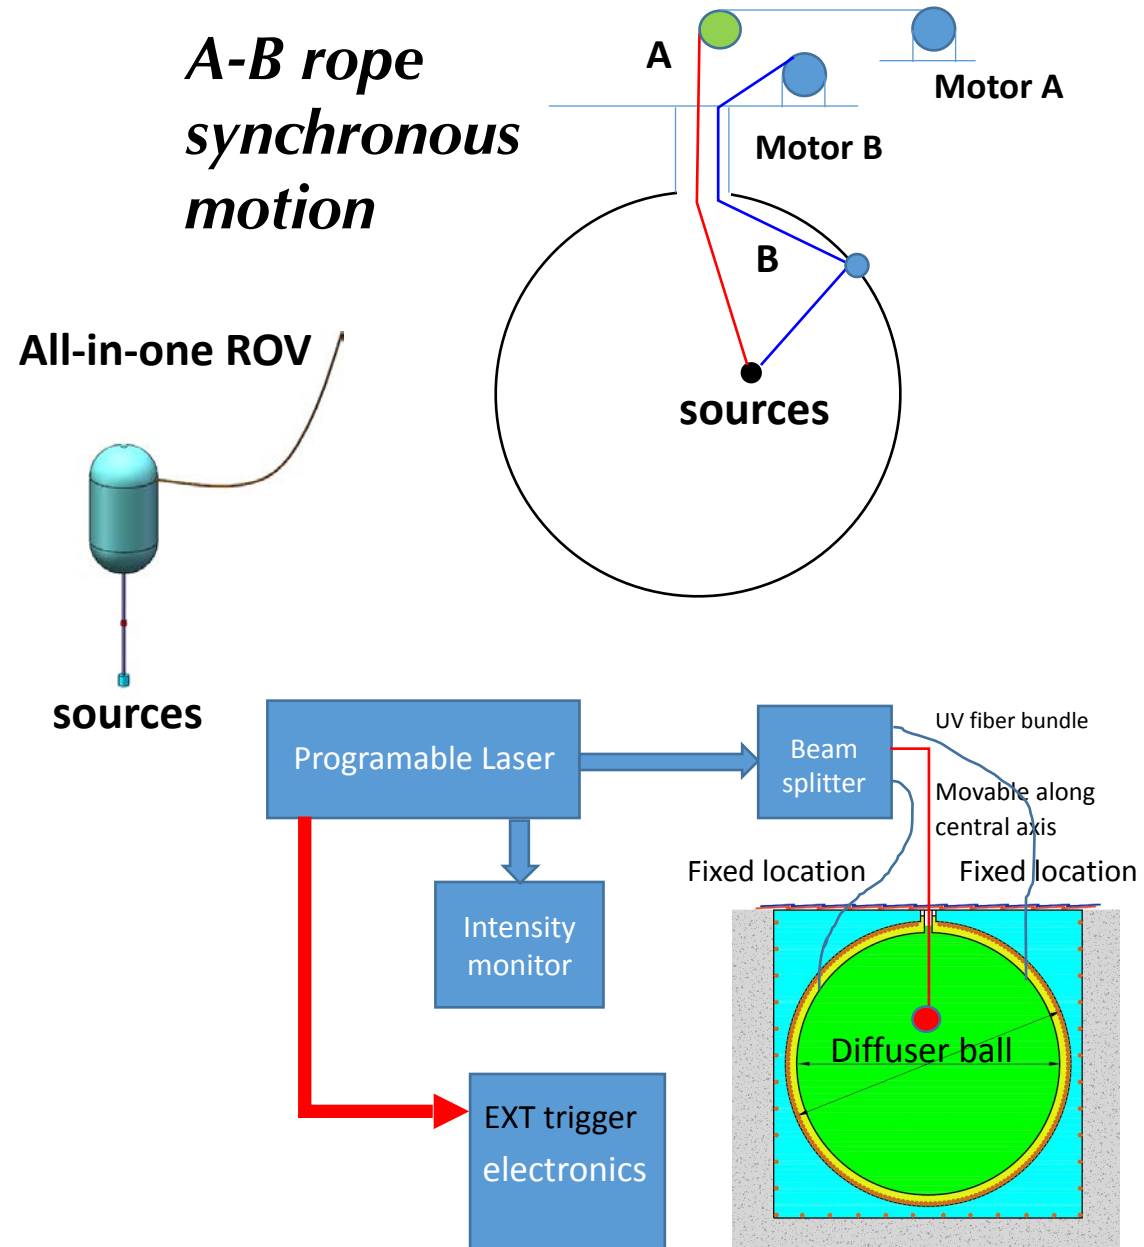 A-B rope
synchronous
motion
A
Motor A
Motor B
B
sources
All-in-one ROV
sources
Programable Laser
Beam
splitter
UV fiber bundle
Movable along
central axis
Fixed location
Fixed location
Intensity
monitor
Diffuser ball
EXT trigger
electronics